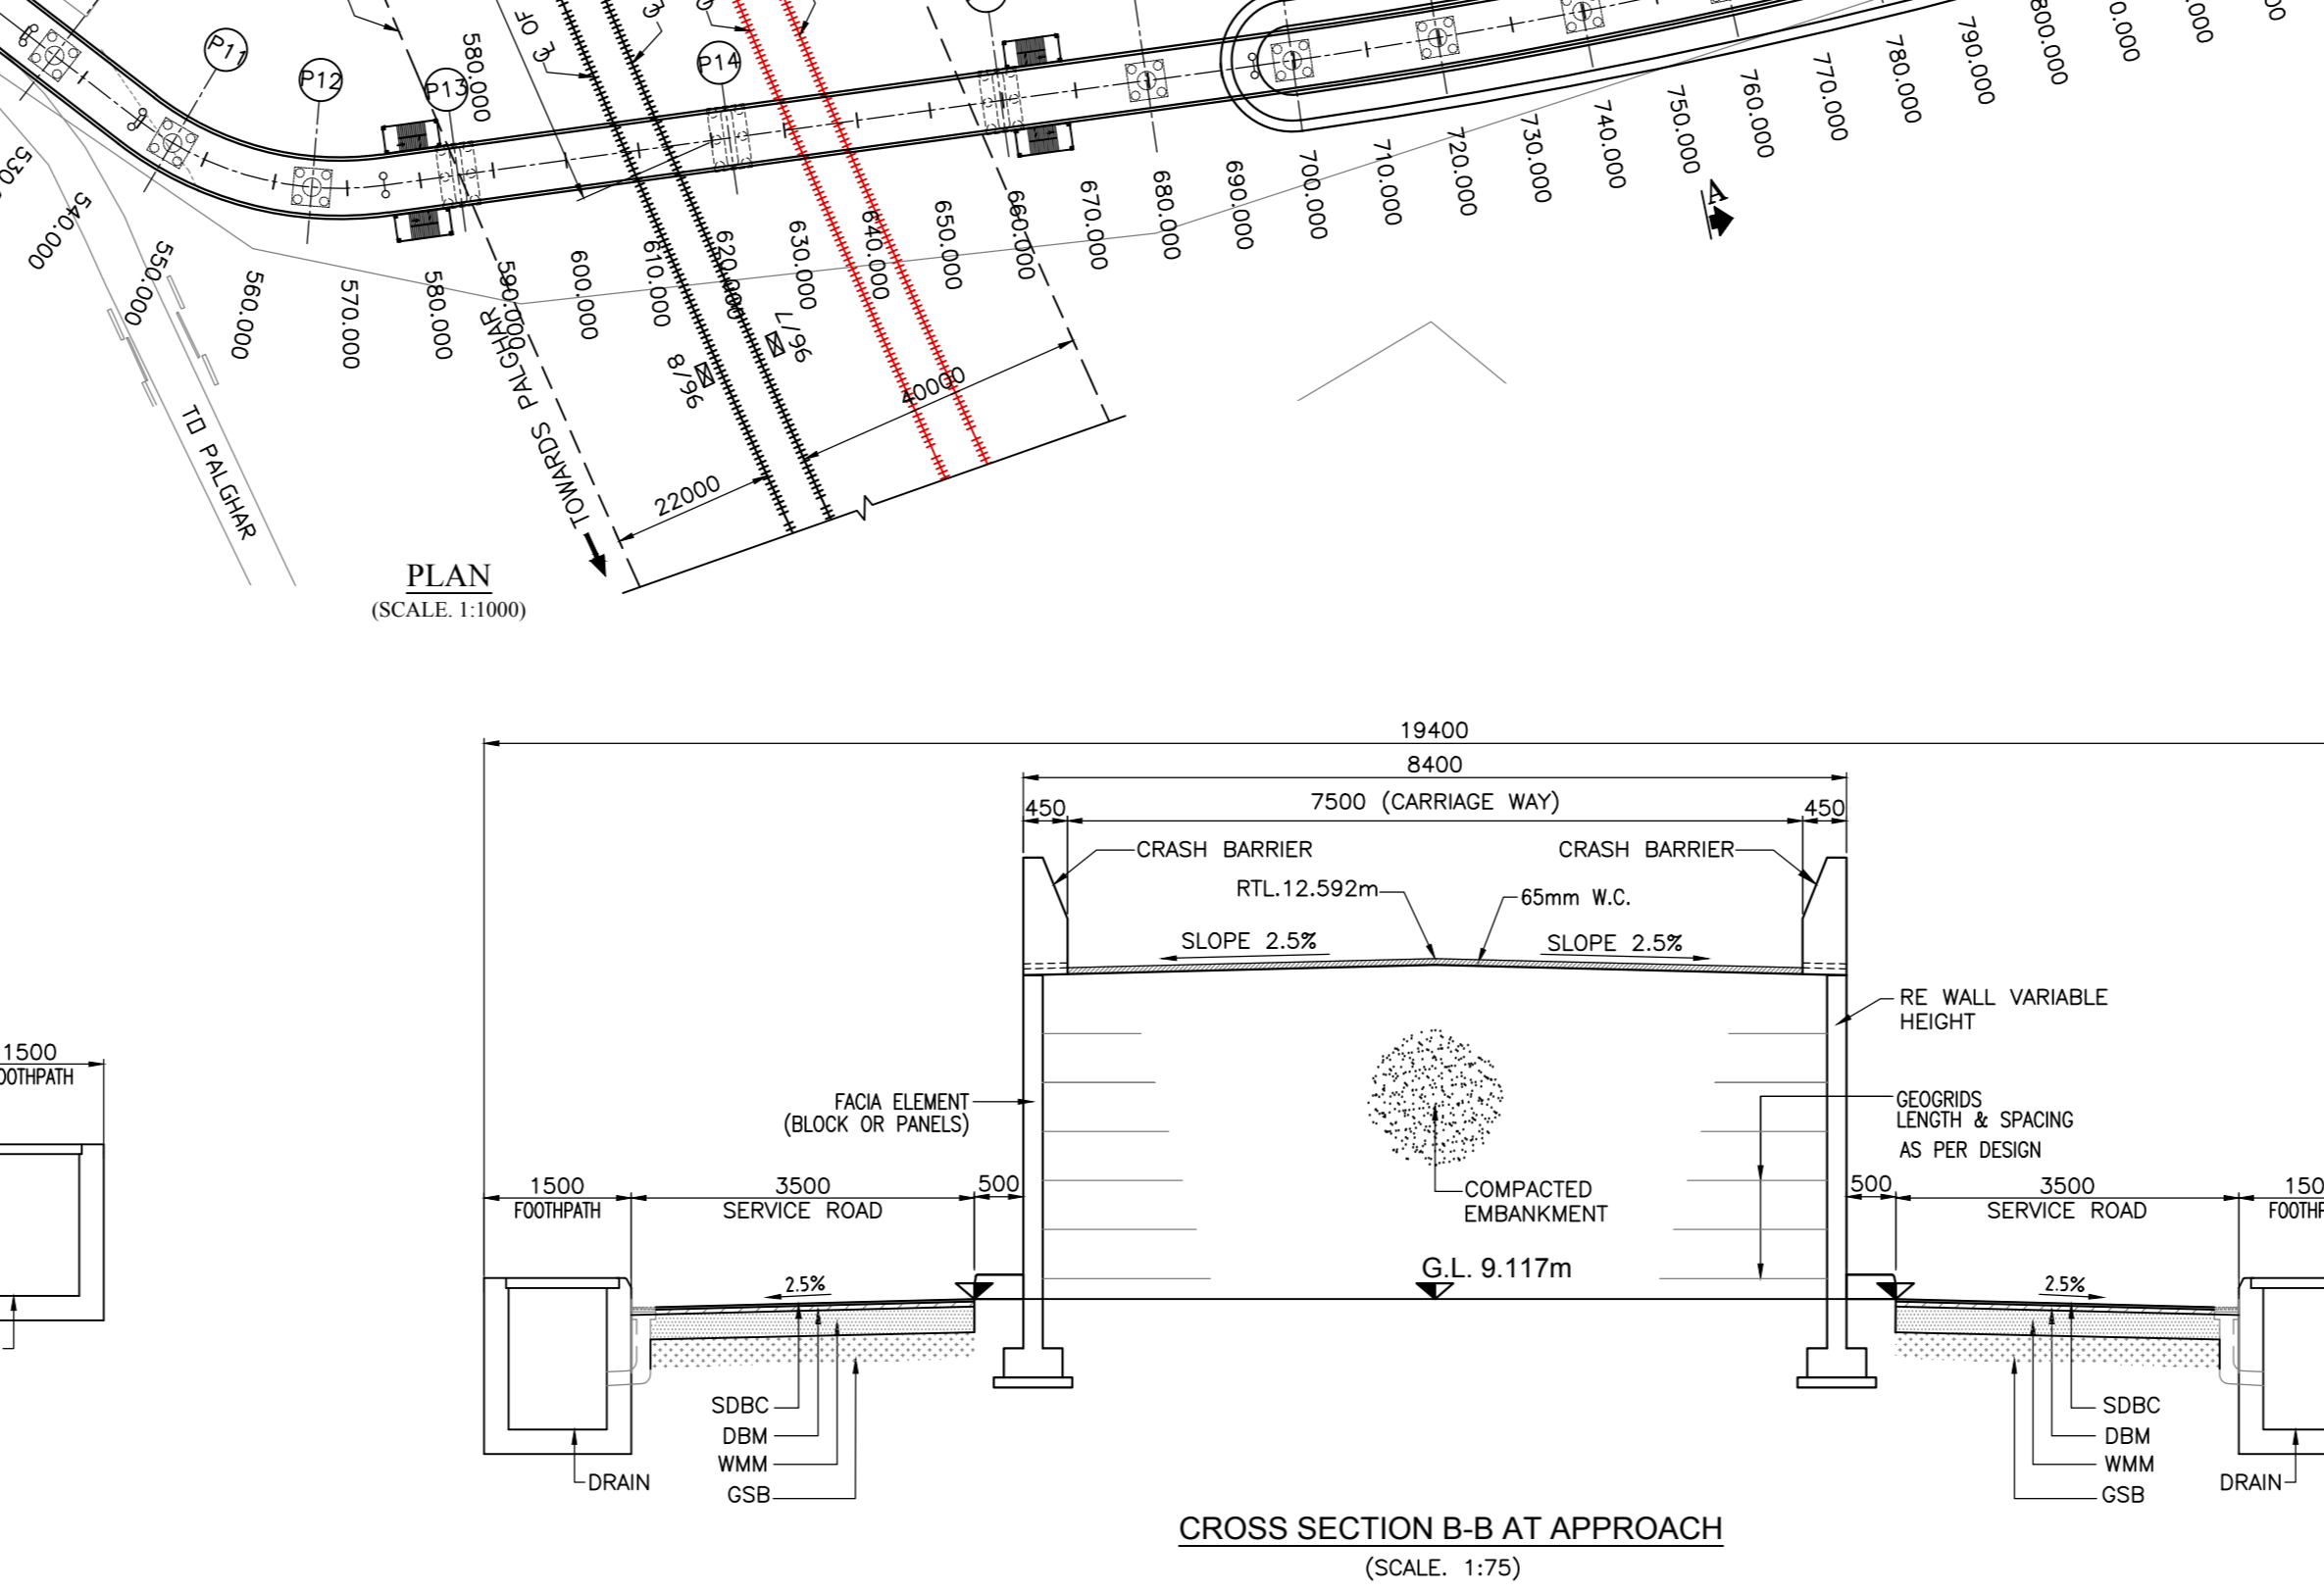 P11
P12
P13
P14
580.000
℄ OF
540.000
550.000
560.000
570.000
580.000
590.000
600.000
610.000
620.000
630.000
640.000
650.000
660.000
670.000
680.000
690.000
700.000
710.000
720.000
730.000
740.000
750.000
760.000
770.000
780.000
790.000
800.000
A
TO PALGHAR
TOWARDS PALGHAR
96/8
96/7
22000
40000
PLAN
(SCALE. 1:1000)
19400
8400
450
7500 (CARRIAGE WAY)
450
CRASH BARRIER
CRASH BARRIER
RTL.12.592m
65mm W.C.
SLOPE 2.5%
SLOPE 2.5%
RE WALL VARIABLE
HEIGHT
1500
OOTHPATH
FACIA ELEMENT
(BLOCK OR PANELS)
GEOGRIDS
LENGTH & SPACING
AS PER DESIGN
COMPACTED
EMBANKMENT
1500
FOOTHPATH
3500
SERVICE ROAD
500
500
3500
SERVICE ROAD
150
FOOTHP
G.L. 9.117m
2.5%
2.5%
SDBC
DBM
WMM
GSB
DRAIN
SDBC
DBM
WMM
GSB
DRAIN
CROSS SECTION B-B AT APPROACH
(SCALE. 1:75)